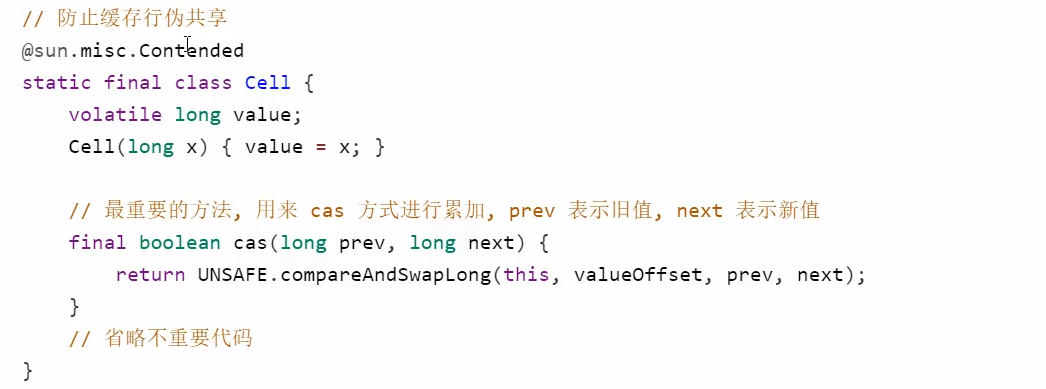 // 防止缓存行伪共享
@sun.misc.Contended
static final class Cell {
    volatile long value;
    Cell(long x) { value = x; }
    // 最重要的方法, 用来 cas 方式进行累加, prev 表示旧值, next 表示新值
    final boolean cas(long prev, long next) {
        return UNSAFE.compareAndSwapLong(this, valueOffset, prev, next);
    }
    // 省略不重要代码
}